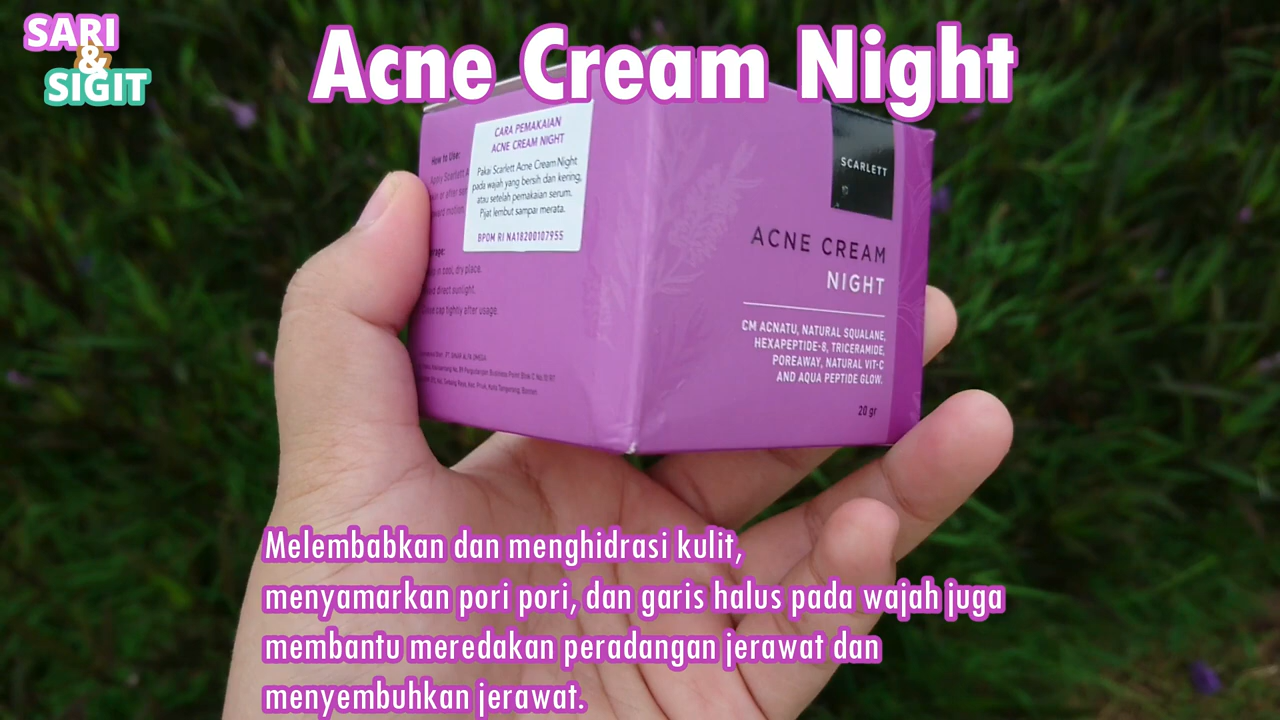 SARI
&
SIGIT
Acne Cream Night
CARA PEMAKAIAN
ACNE CREAM NIGHT
Pakai Scarlett Acne Cream Night
pada wajah yang bersih dan kering,
atau setelah pemakaian serum.
Pijat lembut sampai merata.
BPOM RI NA18200107955
How to Use:
Apply Scarlett A
in cool, dry place.
direct sunlight.
cap tightly after usage.
SCARLETT
ACNE CREAM
NIGHT
CM ACNATU, NATURAL SQUALANE,
HEXAPEPTIDE-8, TRICERAMIDE,
POREAWAY, NATURAL VIT-C
AND AQUA PEPTIDE GLOW.
20 gr
Melembabkan dan menghidrasi kulit,
menyamarkan pori pori, dan garis halus pada wajah juga
membantu meredakan peradangan jerawat dan
menyembuhkan jerawat.